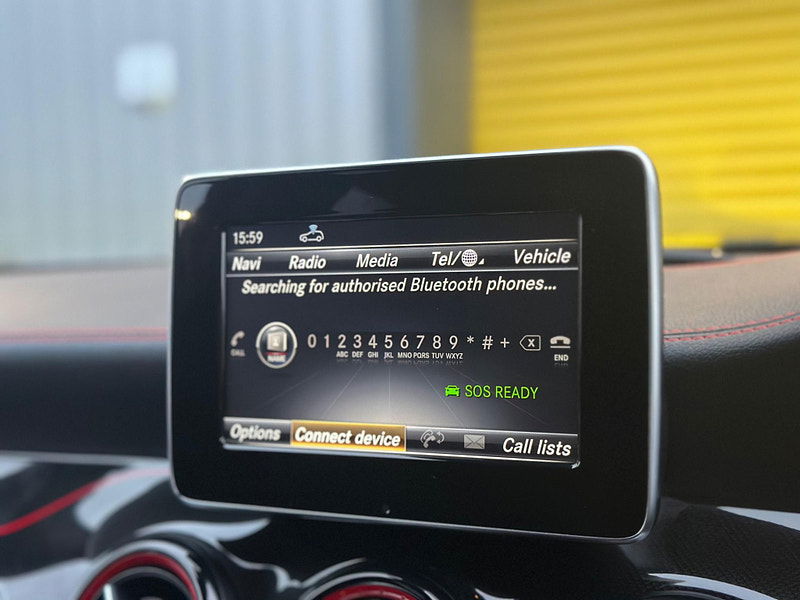 15:59
Navi Radio Media Tel/ Vehicle
Searching for authorised Bluetooth phones...
0 1 2 3 4 5 6 7 8 9 * # +
CALL NAME ABC DEF GHI JKL MNO PQRS TUV WXYZ END
SOS READY
Options Connect device Call lists